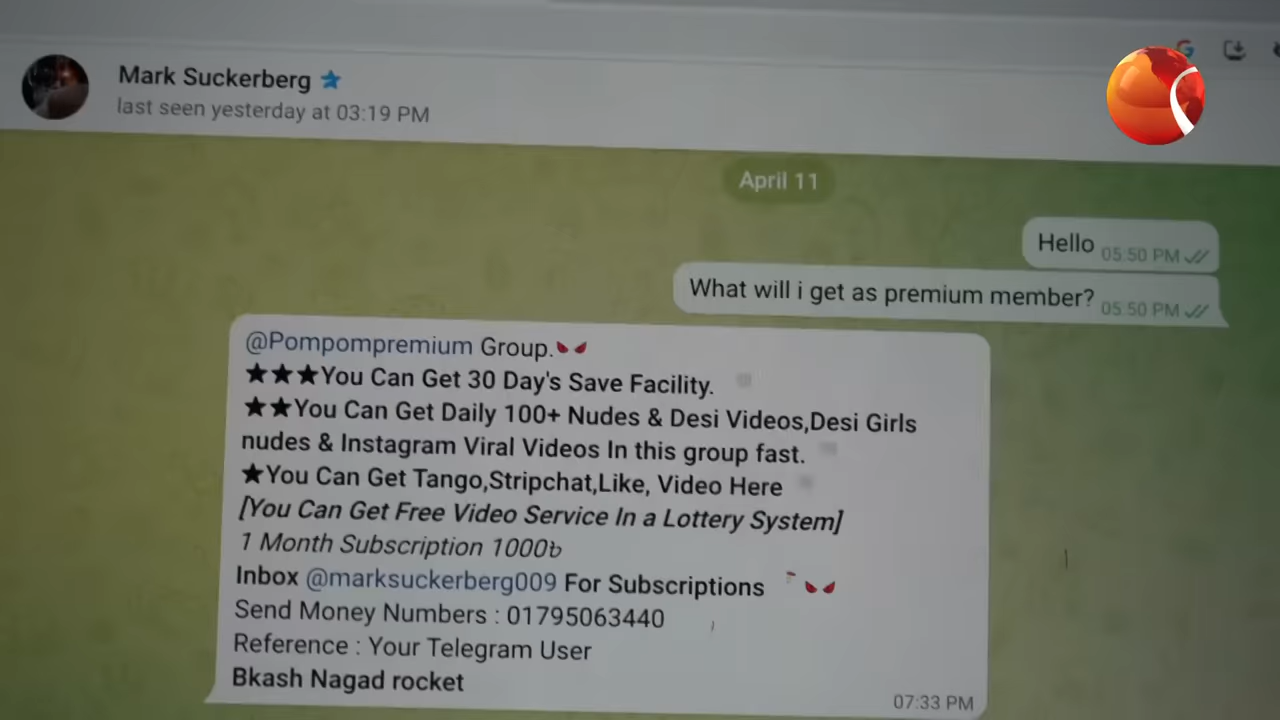 Mark Suckerberg
last seen yesterday at 03:19 PM
April 11
Hello 05:50 PM
What will i get as premium member? 05:50 PM
@Pompompremium Group.
★★★You Can Get 30 Day's Save Facility.
★★You Can Get Daily 100+ Nudes & Desi Videos,Desi Girls
nudes & Instagram Viral Videos In this group fast.
★You Can Get Tango,Stripchat,Like, Video Here
[You Can Get Free Video Service In a Lottery System]
1 Month Subscription 1000৳
Inbox @marksuckerberg009 For Subscriptions
Send Money Numbers : 01795063440
Reference : Your Telegram User
Bkash Nagad rocket
07:33 PM